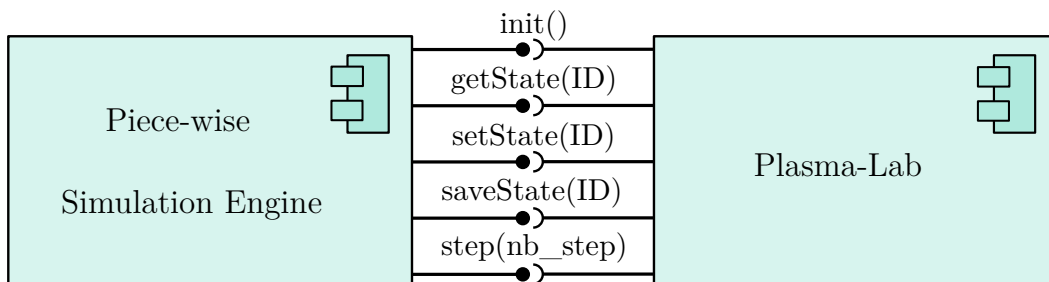 init()
getState(ID)
Piece-wise
setState(ID)
Plasma-Lab
saveState(ID)
Simulation Engine
step(nb_step)